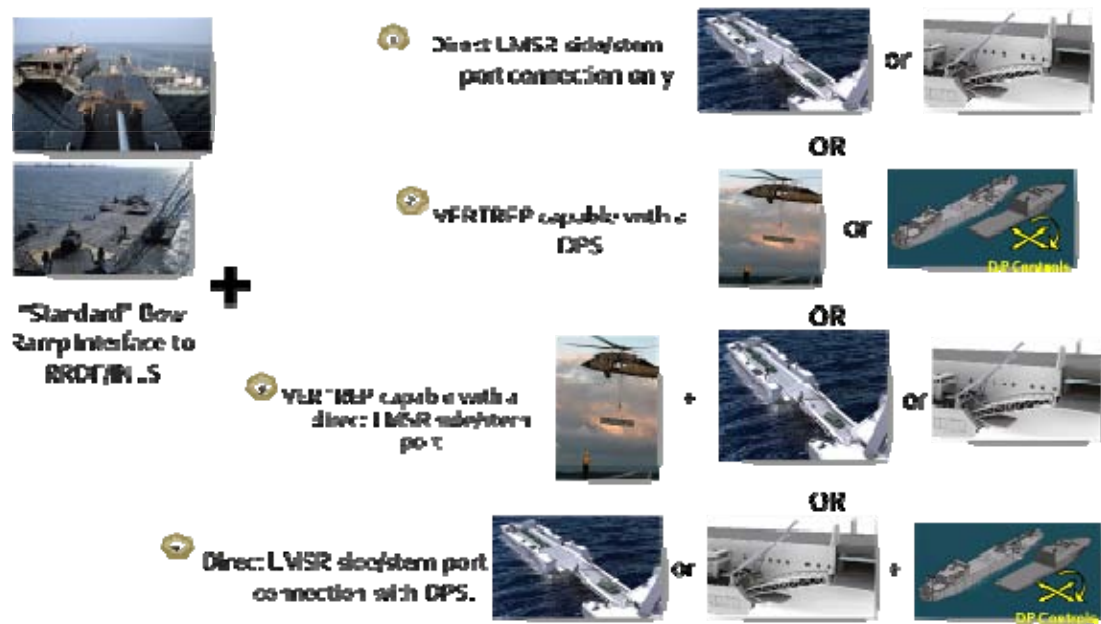 Direct LMSR side/stern
port connection only
or
OR
VERTREP capable with a
DPS
or
DP Controls
+
"Standard" Bow
Ramp Interface to
OR
VERTREP capable with a
direct LMSR side/stern
port
+
or
OR
Direct LMSR side/stern port
connection with DPS.
or
+
DP Controls